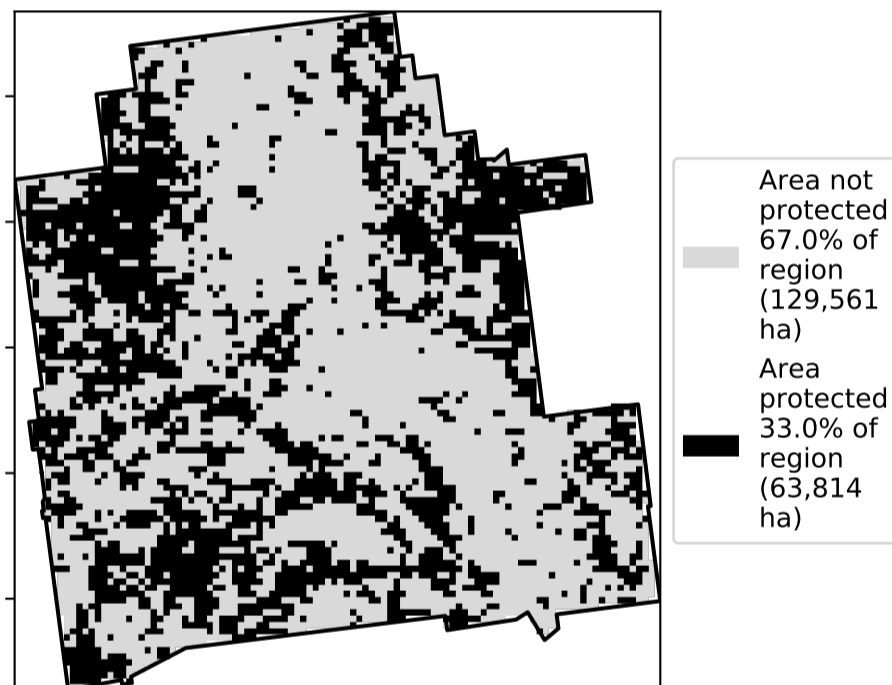 Area not
protected
67.0% of
region
(129,561
ha)
Area
protected
33.0% of
region
(63,814
ha)